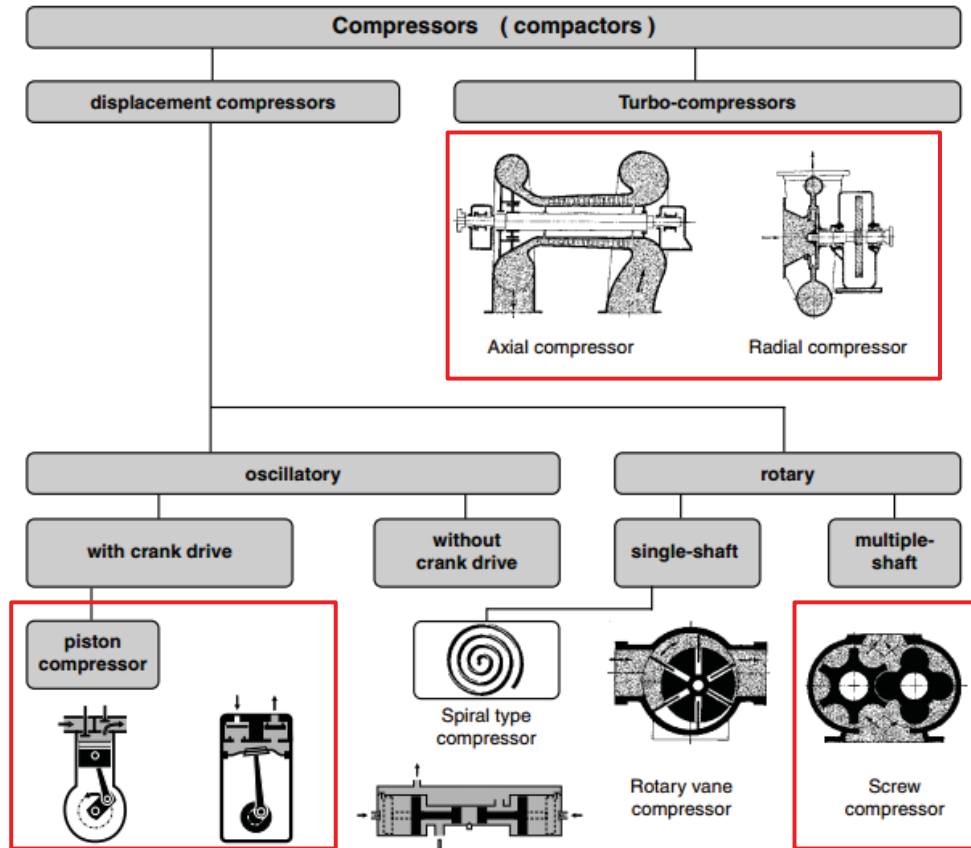 Compressors ( compactors )
displacement compressors
Turbo-compressors
Axial compressor
Radial compressor
oscillatory
rotary
with crank drive
without
crank drive
single-shaft
multiple-
shaft
piston
compressor
Spiral type
compressor
Rotary vane
compressor
Screw
compressor